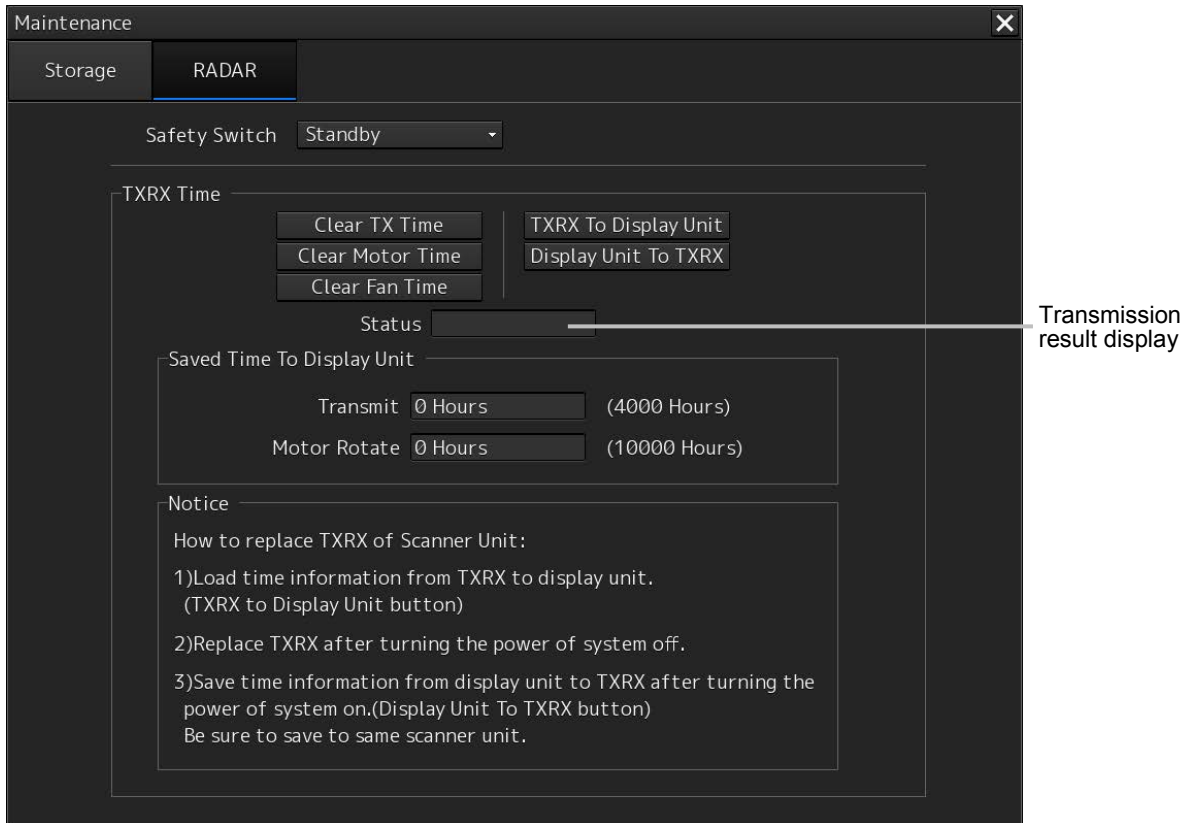 Maintenance
Storage
RADAR
Safety Switch
Standby
TXRX Time
Clear TX Time
TXRX To Display Unit
Clear Motor Time
Display Unit To TXRX
Clear Fan Time
Status
Transmission
result display
Saved Time To Display Unit
Transmit
0 Hours
(4000 Hours)
Motor Rotate
0 Hours
(10000 Hours)
Notice
How to replace TXRX of Scanner Unit:
1)Load time information from TXRX to display unit.
(TXRX to Display Unit button)
2)Replace TXRX after turning the power of system off.
3)Save time information from display unit to TXRX after turning the
power of system on.(Display Unit To TXRX button)
Be sure to save to same scanner unit.